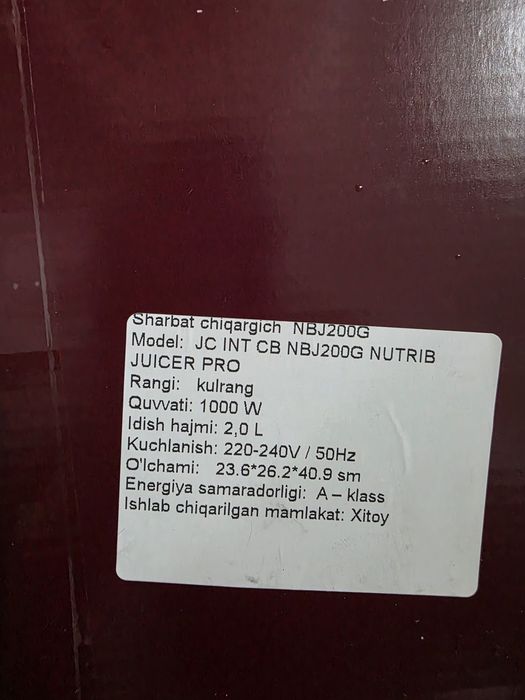 Sharbat chiqargich NBJ200G
Model: JC INT CB NBJ200G NUTRIB
JUICER PRO
Rangi: kulrang
Quvvati: 1000 W
Idish hajmi: 2,0 L
Kuchlanish: 220-240V / 50Hz
O'lchami: 23.6*26.2*40.9 sm
Energiya samaradorligi: A – klass
Ishlab chiqarilgan mamlakat: Xitoy